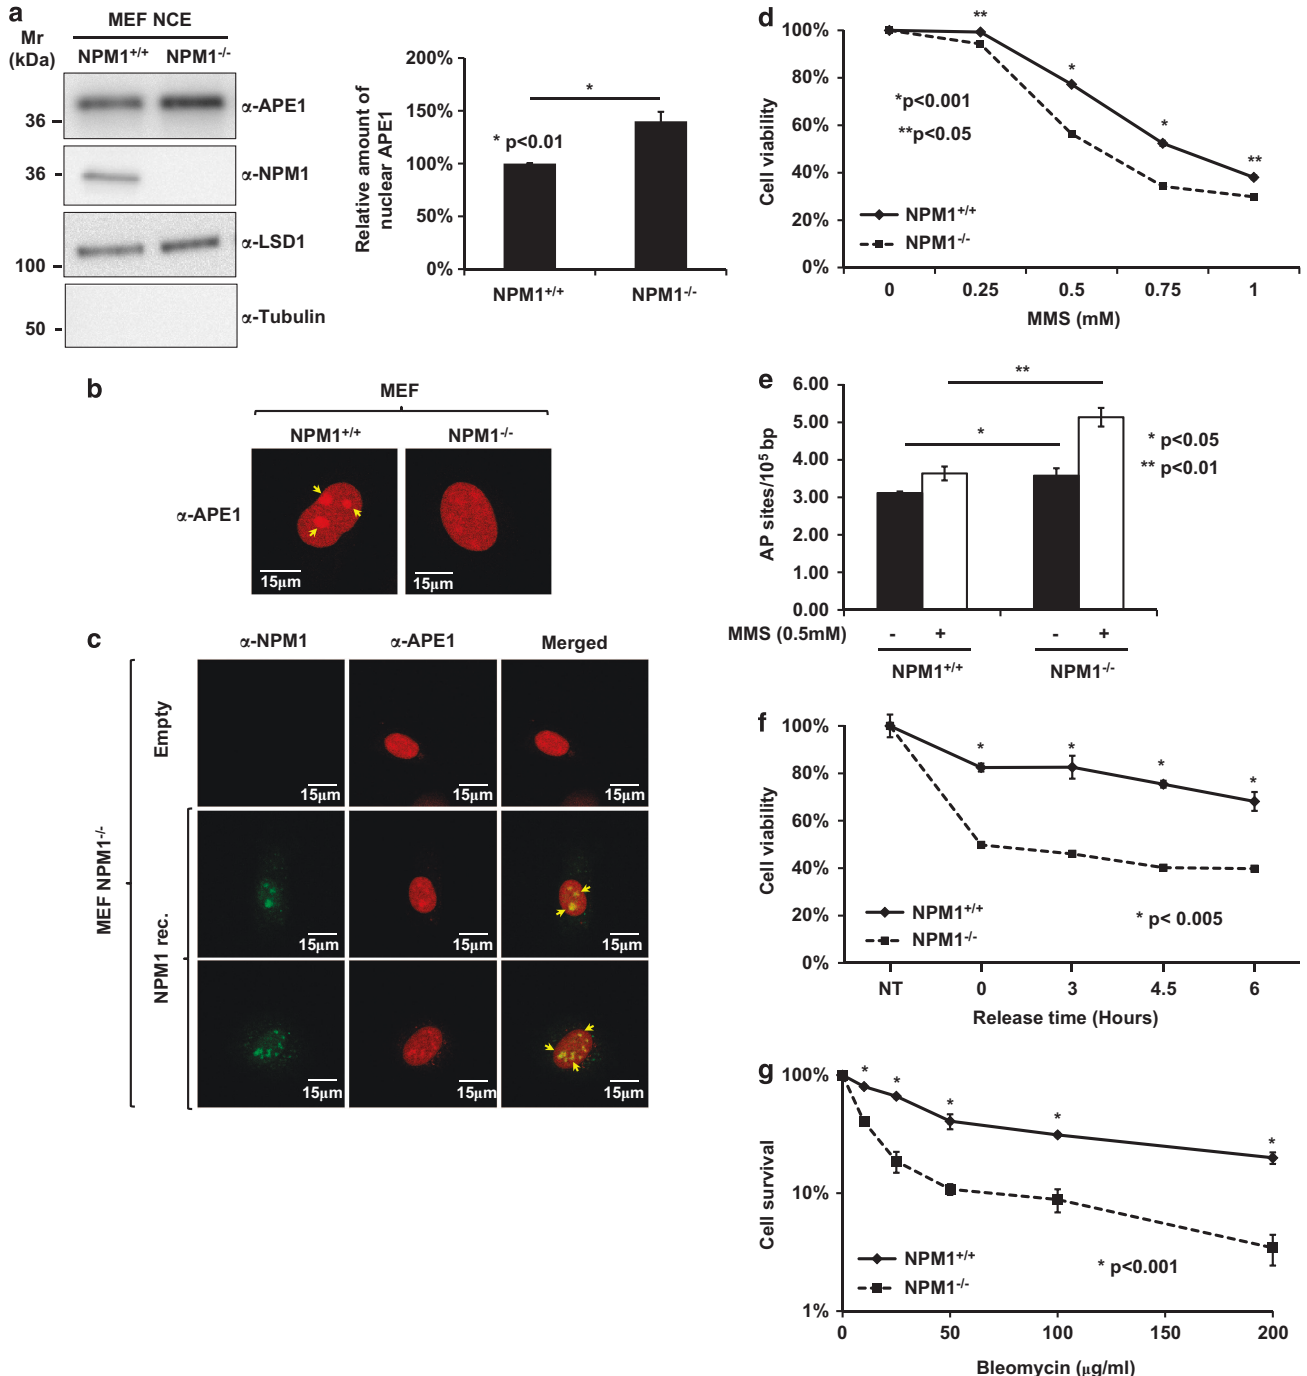 a
MEF NCE
Mr
(kDa)
NPM1+/+ NPM1-/-
36
α-APE1
36
α-NPM1
α-LSD1
100
α-Tubulin
50
Relative amount of
nuclear APE1
200%
150%
100%
50%
0%
*
* p<0.01
NPM1+/+ NPM1-/-
b
MEF
NPM1+/+ NPM1-/-
α-APE1
15μm 15μm
c
α-NPM1 α-APE1 Merged
MEF NPM1-/-
Empty
15μm 15μm 15μm
NPM1 rec.
15μm 15μm 15μm
15μm 15μm 15μm
d
Cell viability
100%
80%
60%
40%
20%
0%
** * * **
*p<0.001
**p<0.05
NPM1+/+
NPM1-/-
0 0.25 0.5 0.75 1
MMS (mM)
e
AP sites/10^5 bp
6.00
5.00
4.00
3.00
2.00
1.00
0.00
**
*
* p<0.05
** p<0.01
MMS (0.5mM) - + - +
NPM1+/+ NPM1-/-
f
Cell viability
100%
80%
60%
40%
20%
0%
* * * *
NPM1+/+
NPM1-/-
* p< 0.005
NT 0 3 4.5 6
Release time (Hours)
g
Cell survival
100%
10%
1%
* * * * *
NPM1+/+
NPM1-/-
* p<0.001
0 50 100 150 200
Bleomycin (μg/ml)